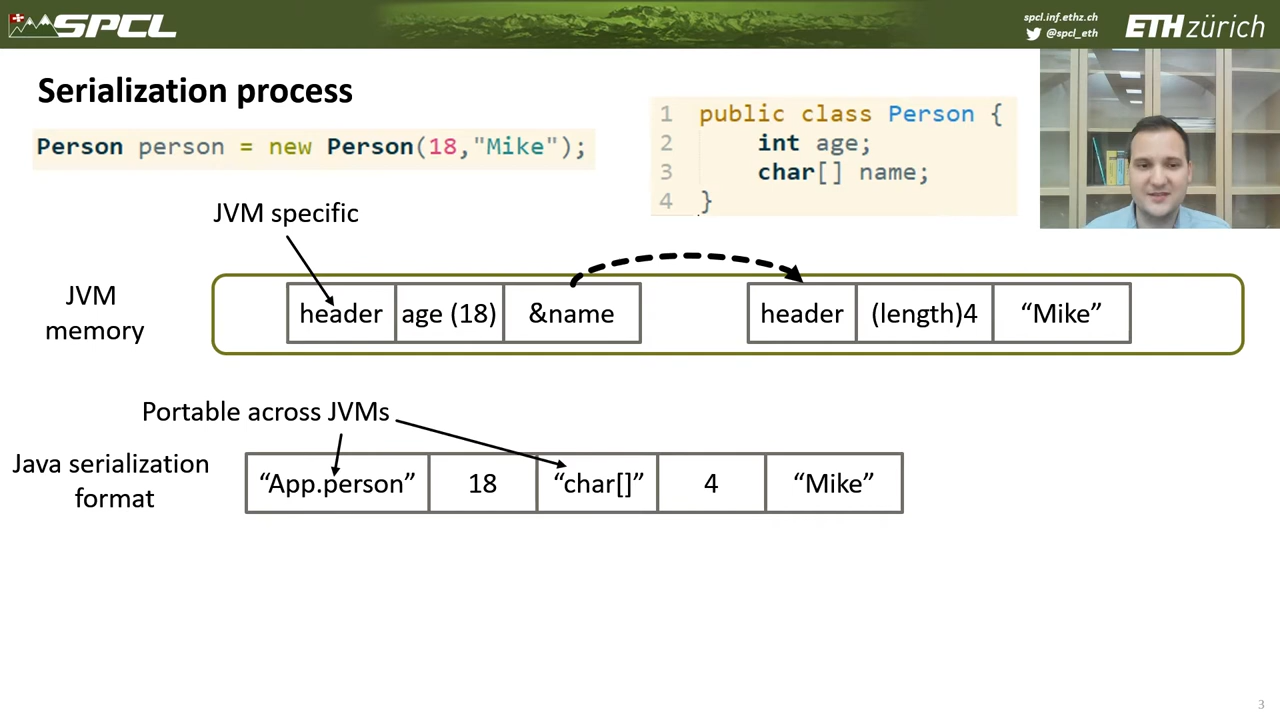 SPCL
spcl.inf.ethz.ch
@spcl_eth
ETH zürich
Serialization process
Person person = new Person(18,"Mike");
1 public class Person {
2 int age;
3 char[] name;
4 }
JVM specific
JVM
memory
header age (18) &name header (length)4 “Mike”
Portable across JVMs
Java serialization
format
“App.person” 18 “char[]” 4 “Mike”
3